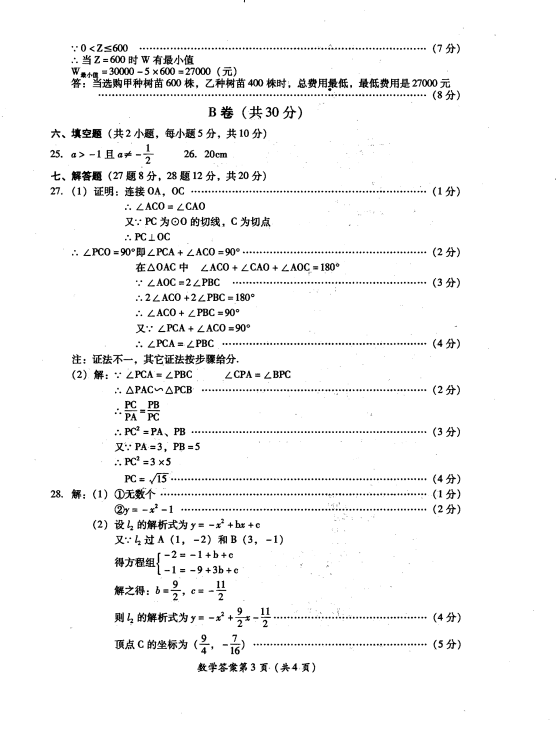 ∵0<Z≤600 ……(7分)
∴当Z=600时W有最小值
W最小值=30000-5×600=27000(元)
答：当选购甲种树苗600株，乙种树苗400株时，总费用最低，最低费用是27000元
……(8分)
B卷(共30分)
六、填空题(共2小题，每小题5分，共10分)
25. a>-1且a≠-1/2 26. 20cm
七、解答题(27题8分，28题12分，共20分)
27. (1)证明：连接OA，OC ……(1分)
∴∠ACO=∠CAO
又∵PC为⊙O的切线，C为切点
∴PC⊥OC
∴∠PCO=90°即∠PCA+∠ACO=90° ……(2分)
在△OAC中 ∠ACO+∠CAO+∠AOC=180°
∵∠AOC=2∠PBC ……(3分)
∴2∠ACO+2∠PBC=180°
∴∠ACO+∠PBC=90°
又∵∠PCA+∠ACO=90°
∴∠PCA=∠PBC ……(4分)
注：证法不一，其它证法按步骤给分.
(2)解：∵∠PCA=∠PBC ∠CPA=∠BPC
∴△PAC∽△PCB ……(2分)
∴PC/PA=PB/PC
∴PC²=PA、PB ……(3分)
又∵PA=3，PB=5
∴PC²=3×5
PC=√15 ……(4分)
28. 解：(1)①无数个 ……(1分)
②y=-x²-1 ……(2分)
(2)设l₂的解析式为y=-x²+bx+c
又∵l₂过A(1，-2)和B(3，-1)
得方程组{-2=-1+b+c
-1=-9+3b+c
解之得：b=9/2，c=-11/2
则l₂的解析式为y=-x²+9/2x-11/2 ……(4分)
顶点C的坐标为(9/4，-7/16) ……(5分)
数学答案第3页(共4页)